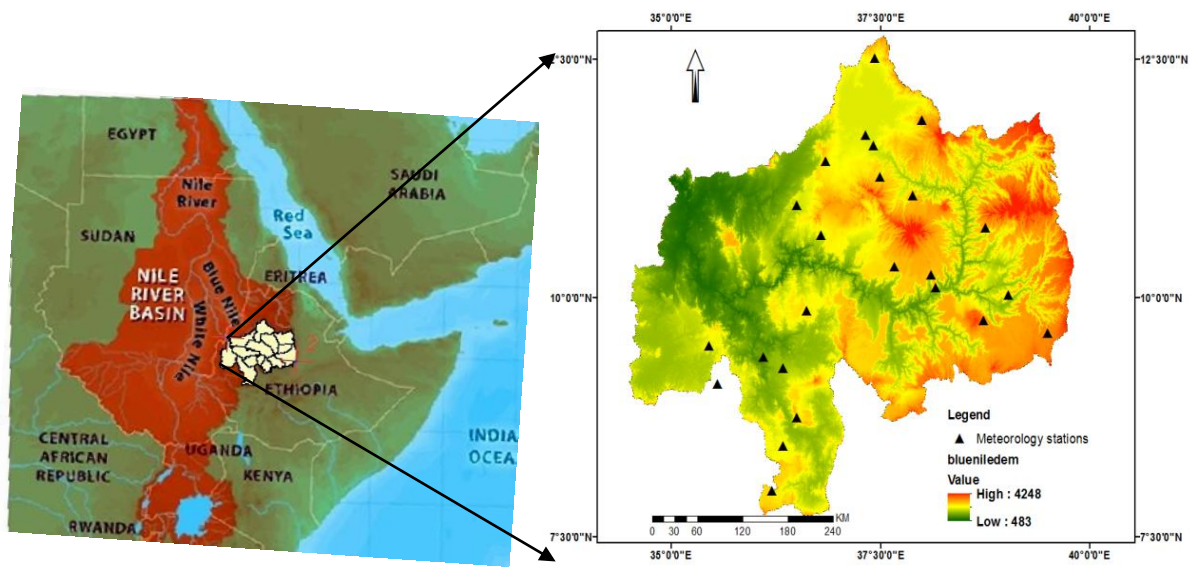 EGYPT
SAUDI
ARABIA
Nile
River
Red
Sea
SUDAN
NILE
RIVER
BASIN
ERITREA
Blue Nile
White Nile
2
ETHIOPIA
CENTRAL
AFRICAN
REPUBLIC
UGANDA
KENYA
INDIA
OCEA
RWANDA
35°0'0"E
37°30'0"E
40°0'0"E
2°30'0"N
12°30'0"N
10°0'0"N
10°0'0"N
7°30'0"N
7°30'0"N
Legend
Meteorology stations
blueniledem
Value
High : 4248
Low : 483
KM
0 30 60 120 180 240
35°0'0"E
37°30'0"E
40°0'0"E